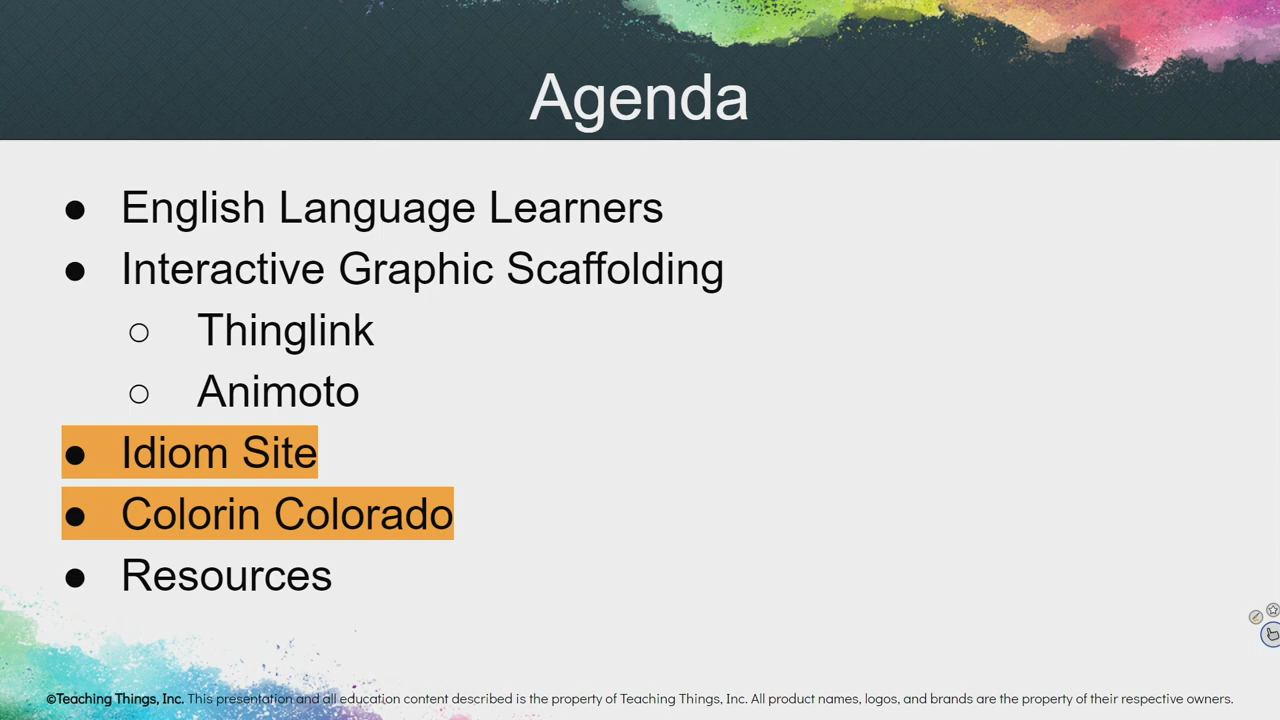 Agenda
● English Language Learners
● Interactive Graphic Scaffolding
○ Thinglink
○ Animoto
● Idiom Site
● Colorin Colorado
● Resources
©Teaching Things, Inc. This presentation and all education content described is the property of Teaching Things, Inc. All product names, logos, and brands are the property of their respective owners.